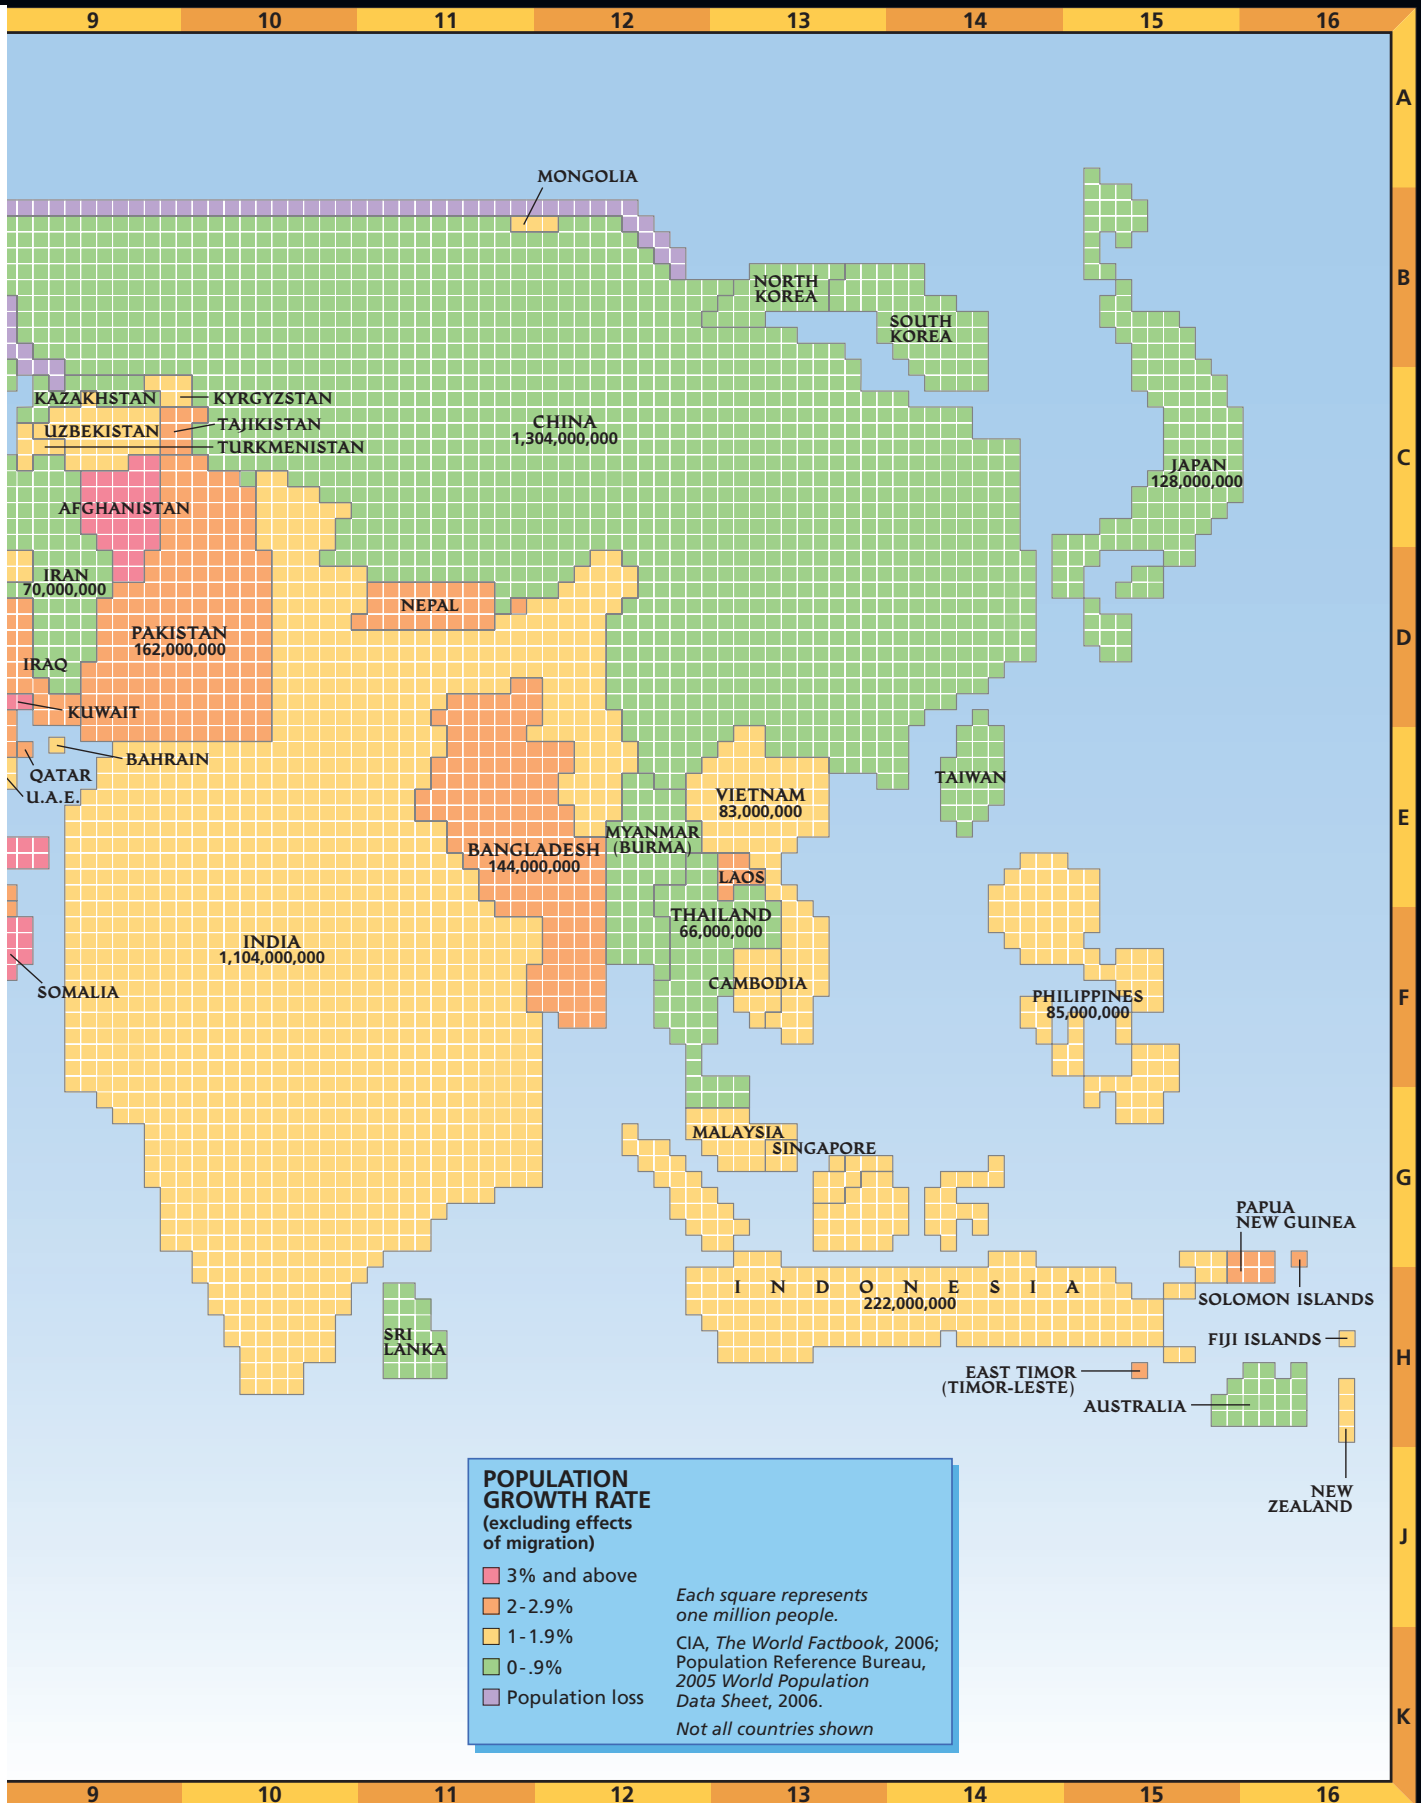 9 10 11 12 13 14 15 16
A
MONGOLIA
B
NORTH
KOREA
SOUTH
KOREA
KAZAKHSTAN
KYRGYZSTAN
UZBEKISTAN
TAJIKISTAN
TURKMENISTAN
CHINA
1,304,000,000
C
JAPAN
128,000,000
AFGHANISTAN
IRAN
70,000,000
NEPAL
PAKISTAN
162,000,000
D
IRAQ
KUWAIT
BAHRAIN
QATAR
U.A.E.
TAIWAN
VIETNAM
83,000,000
E
MYANMAR
(BURMA)
BANGLADESH
144,000,000
LAOS
THAILAND
66,000,000
INDIA
1,104,000,000
CAMBODIA
SOMALIA
PHILIPPINES
85,000,000
F
MALAYSIA
SINGAPORE
G
PAPUA
NEW GUINEA
INDONESIA
222,000,000
SOLOMON ISLANDS
SRI
LANKA
FIJI ISLANDS
H
EAST TIMOR
(TIMOR-LESTE)
AUSTRALIA
NEW
ZEALAND
J
POPULATION
GROWTH RATE
(excluding effects
of migration)
3% and above
2-2.9%
1-1.9%
0-.9%
Population loss
Each square represents
one million people.
CIA, The World Factbook, 2006;
Population Reference Bureau,
2005 World Population
Data Sheet, 2006.
Not all countries shown
K
9 10 11 12 13 14 15 16